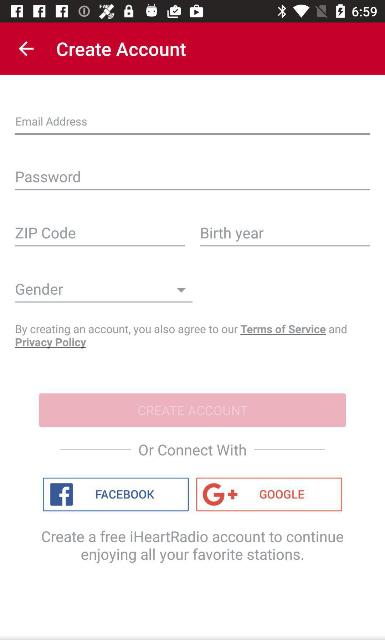 6:59
Create Account
Email Address
Password
ZIP Code Birth year
Gender
By creating an account, you also agree to our Terms of Service and
Privacy Policy
CREATE ACCOUNT
Or Connect With
FACEBOOK G+ GOOGLE
Create a free iHeartRadio account to continue
enjoying all your favorite stations.